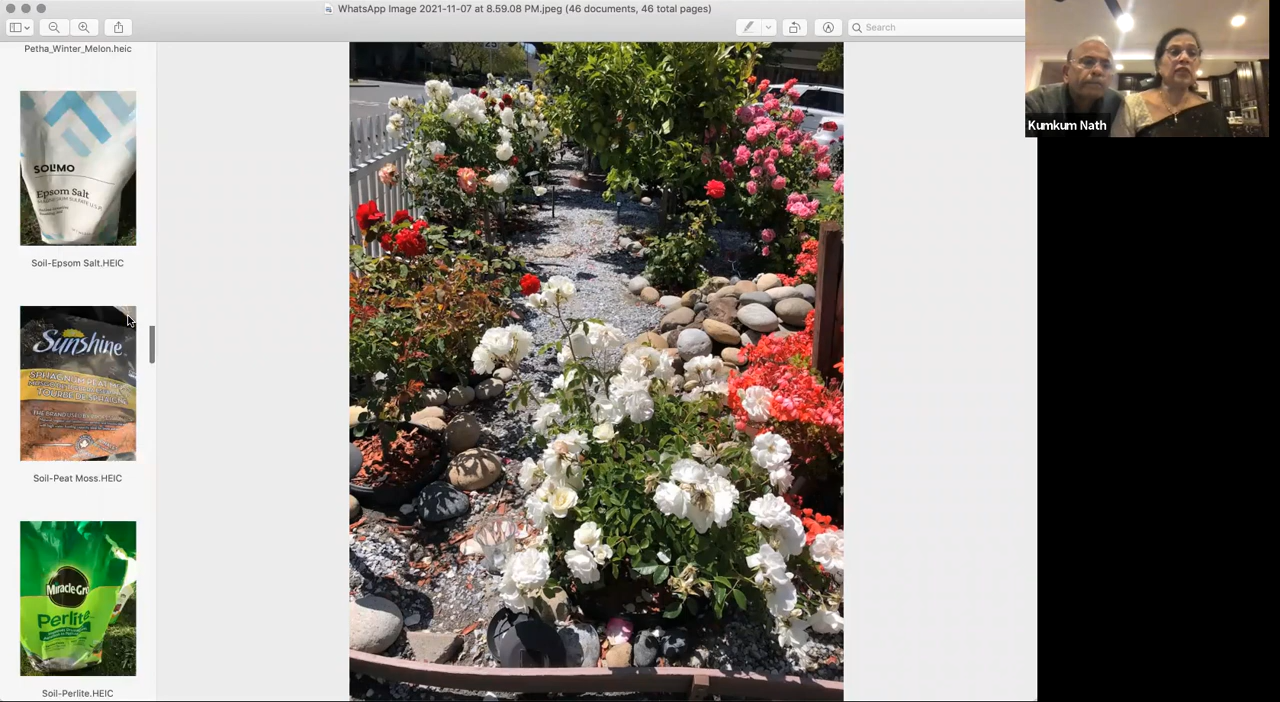 WhatsApp Image 2021-11-07 at 8.59.08 PM.jpeg (46 documents, 46 total pages)
Search
Petha_Winter_Melon.heic
SOLIMO
Epsom Salt
Soil-Epsom Salt.HEIC
Sunshine
SPHAGNUM PEAT
Soil-Peat Moss.HEIC
Miracle-Gro
Perlite
Soil-Perlite.HEIC
Kumkum Nath